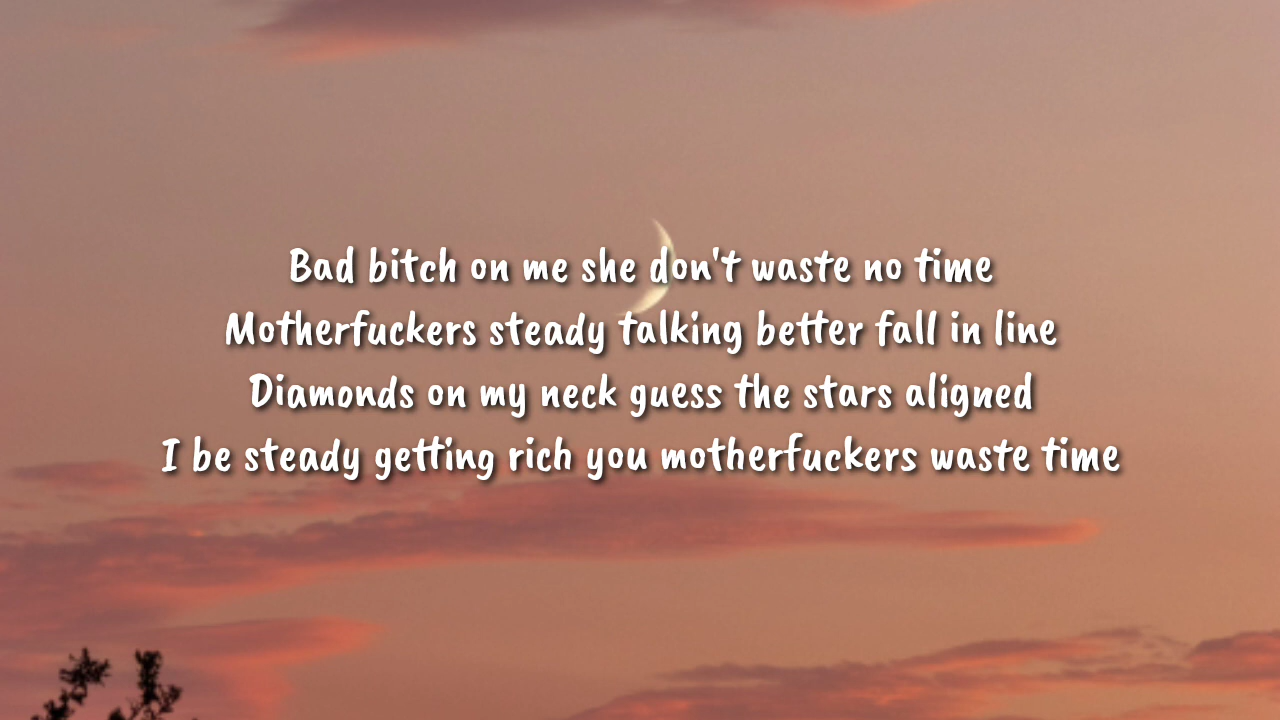 Bad bitch on me she don't waste no time
Motherfuckers steady talking better fall in line
Diamonds on my neck guess the stars aligned
I be steady getting rich you motherfuckers waste time